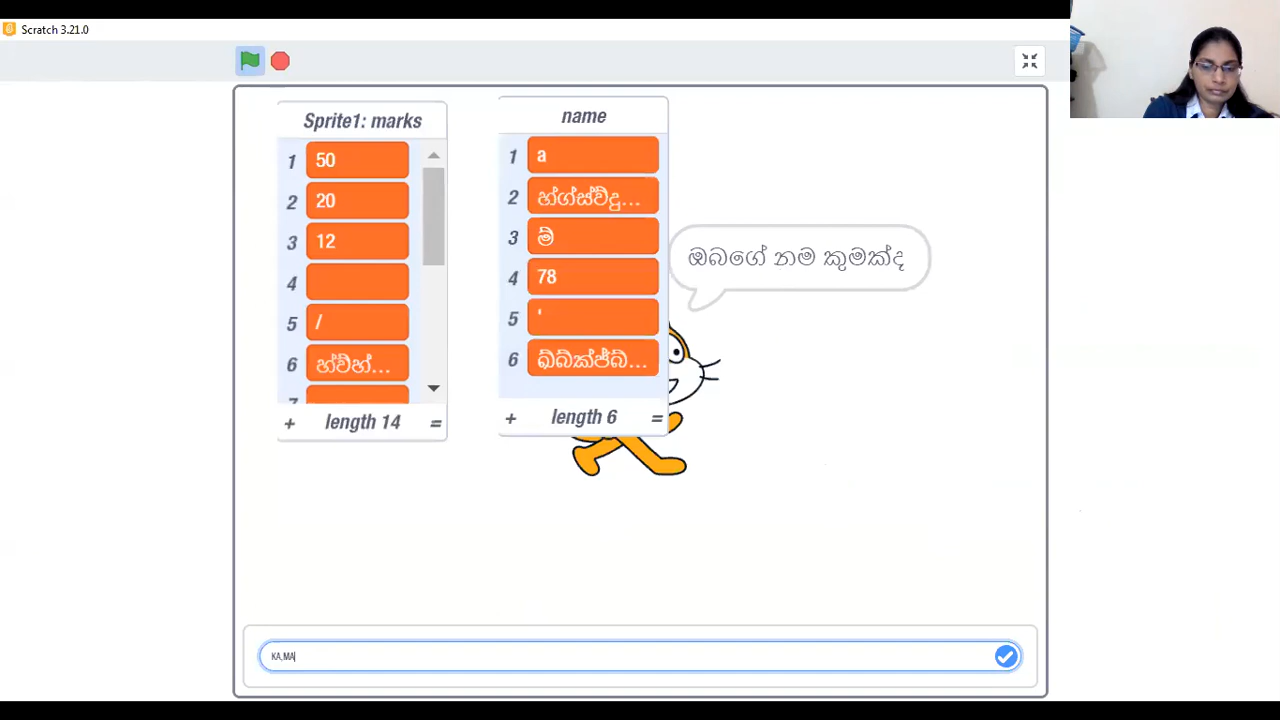 Scratch 3.21.0
Sprite1: marks
1 50
2 20
3 12
4
5 /
6 හ්ව්හ්...
7
+ length 14 =
name
1 a
2 හ්ග්ස්ව්දු...
3 ම්
4 78
5 '
6
+ length 6 =
ඔබගේ නම කුමක්ද
KA,MA